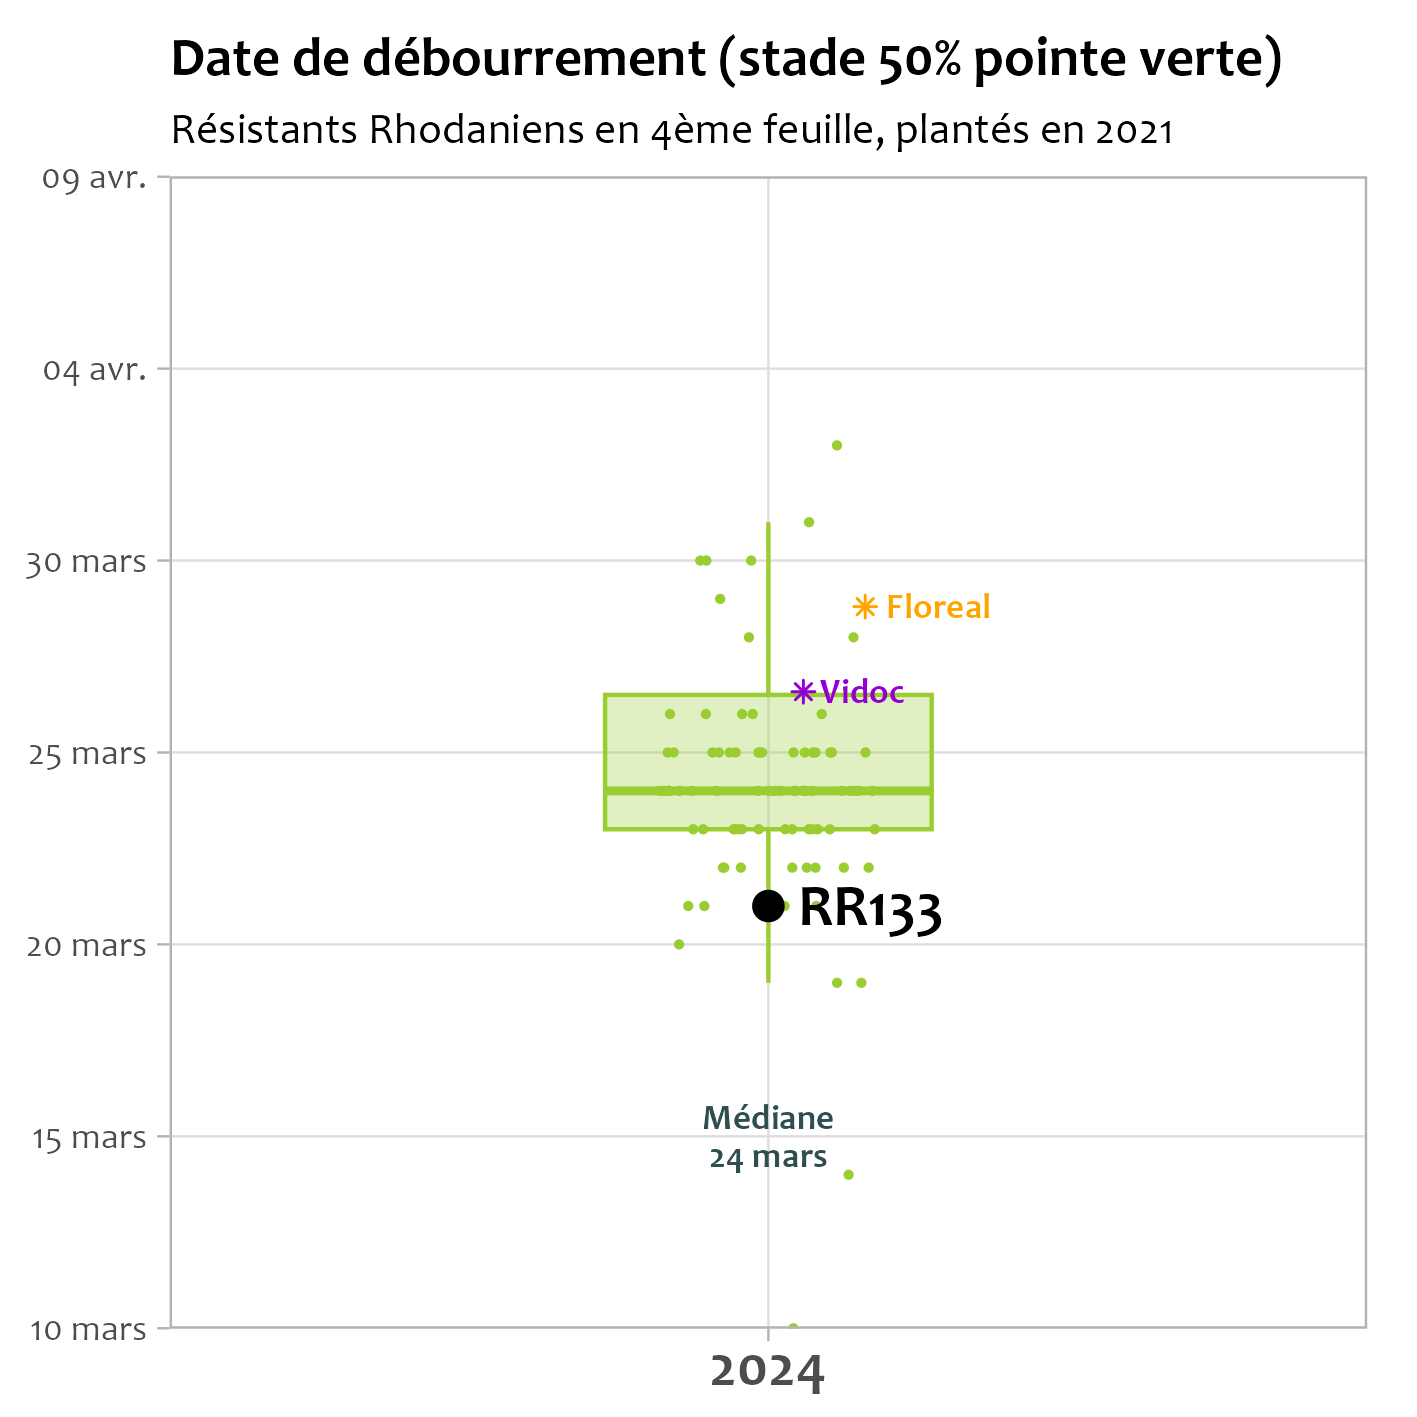 Date de débourrement (stade 50% pointe verte)
Résistants Rhodaniens en 4ème feuille, plantés en 2021
09 avr.
04 avr.
30 mars
25 mars
20 mars
15 mars
10 mars
Floreal
Vidoc
RR133
Médiane
24 mars
2024